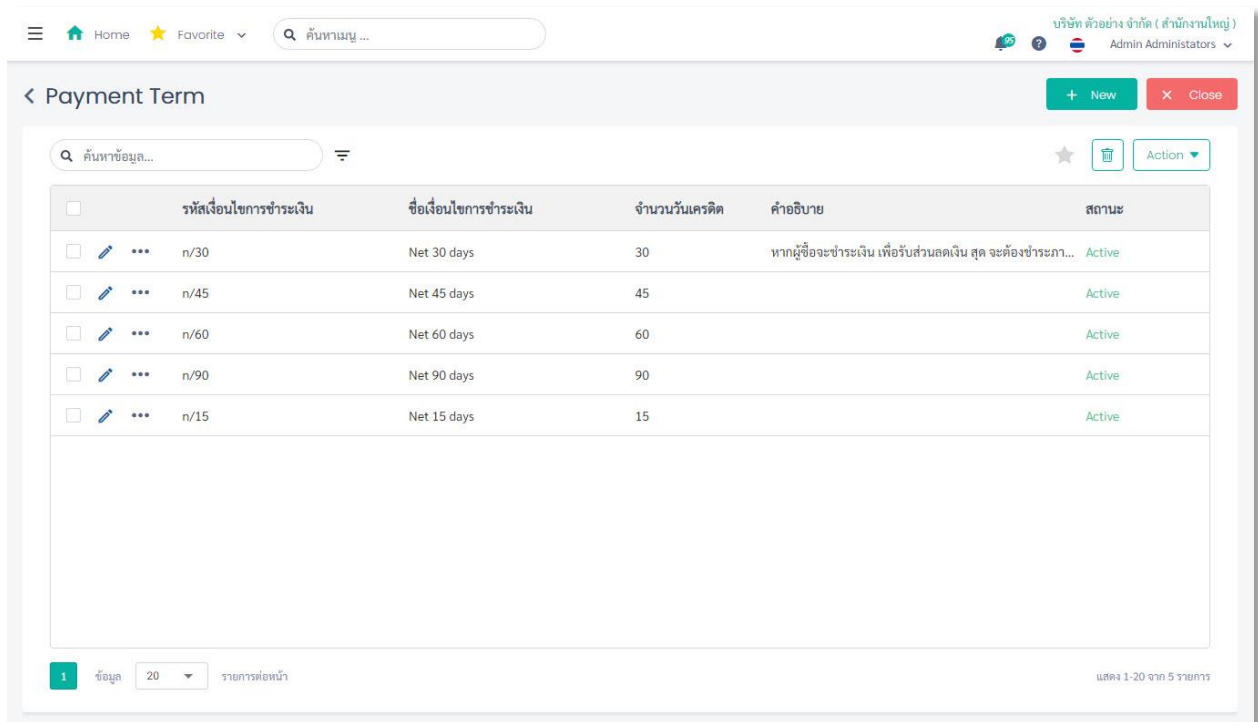 บริษัท ตัวอย่าง จำกัด ( สำนักงานใหญ่ )
Home Favorite ค้นหาเมนู ... 95 ? Admin Administators
Payment Term + New × Close
ค้นหาข้อมูล... Action
รหัสเงื่อนไขการชำระเงิน ชื่อเงื่อนไขการชำระเงิน จำนวนวันเครดิต คำอธิบาย สถานะ
n/30 Net 30 days 30 หากผู้ซื้อจะชำระเงิน เพื่อรับส่วนลดเงิน สุด จะต้องชำระภา... Active
n/45 Net 45 days 45 Active
n/60 Net 60 days 60 Active
n/90 Net 90 days 90 Active
n/15 Net 15 days 15 Active
1 ข้อมูล 20 รายการต่อหน้า แสดง 1-20 จาก 5 รายการ